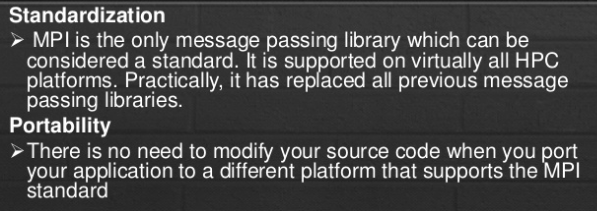 Standardization
➢ MPI is the only message passing library which can be
considered a standard. It is supported on virtually all HPC
platforms. Practically, it has replaced all previous message
passing libraries.
Portability
➢There is no need to modify your source code when you port
your application to a different platform that supports the MPI
standard